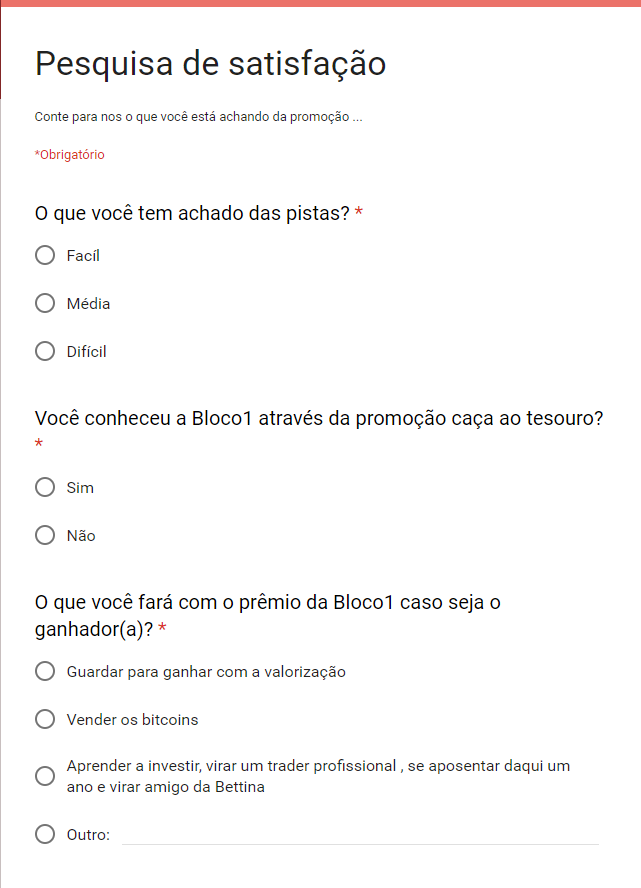 Pesquisa de satisfação
Conte para nos o que você está achando da promoção ...
*Obrigatório
O que você tem achado das pistas? *
Facíl
Média
Difícil
Você conheceu a Bloco1 através da promoção caça ao tesouro?
*
Sim
Não
O que você fará com o prêmio da Bloco1 caso seja o
ganhador(a)? *
Guardar para ganhar com a valorização
Vender os bitcoins
Aprender a investir, virar um trader profissional , se aposentar daqui um
ano e virar amigo da Bettina
Outro: